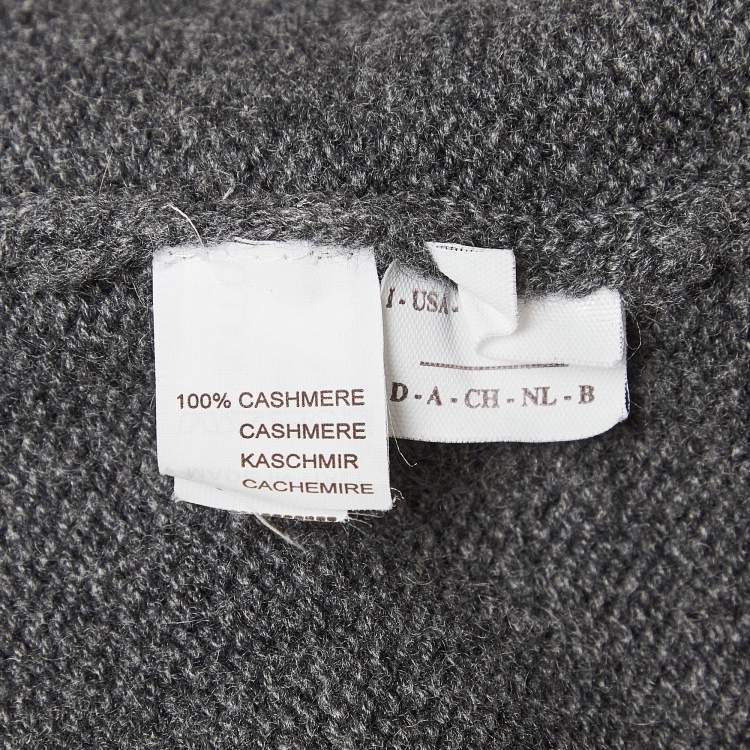 100% CASHMERE
CASHMERE
KASCHMIR
CACHEMIRE
I - USA -
D - A - CH - NL - B